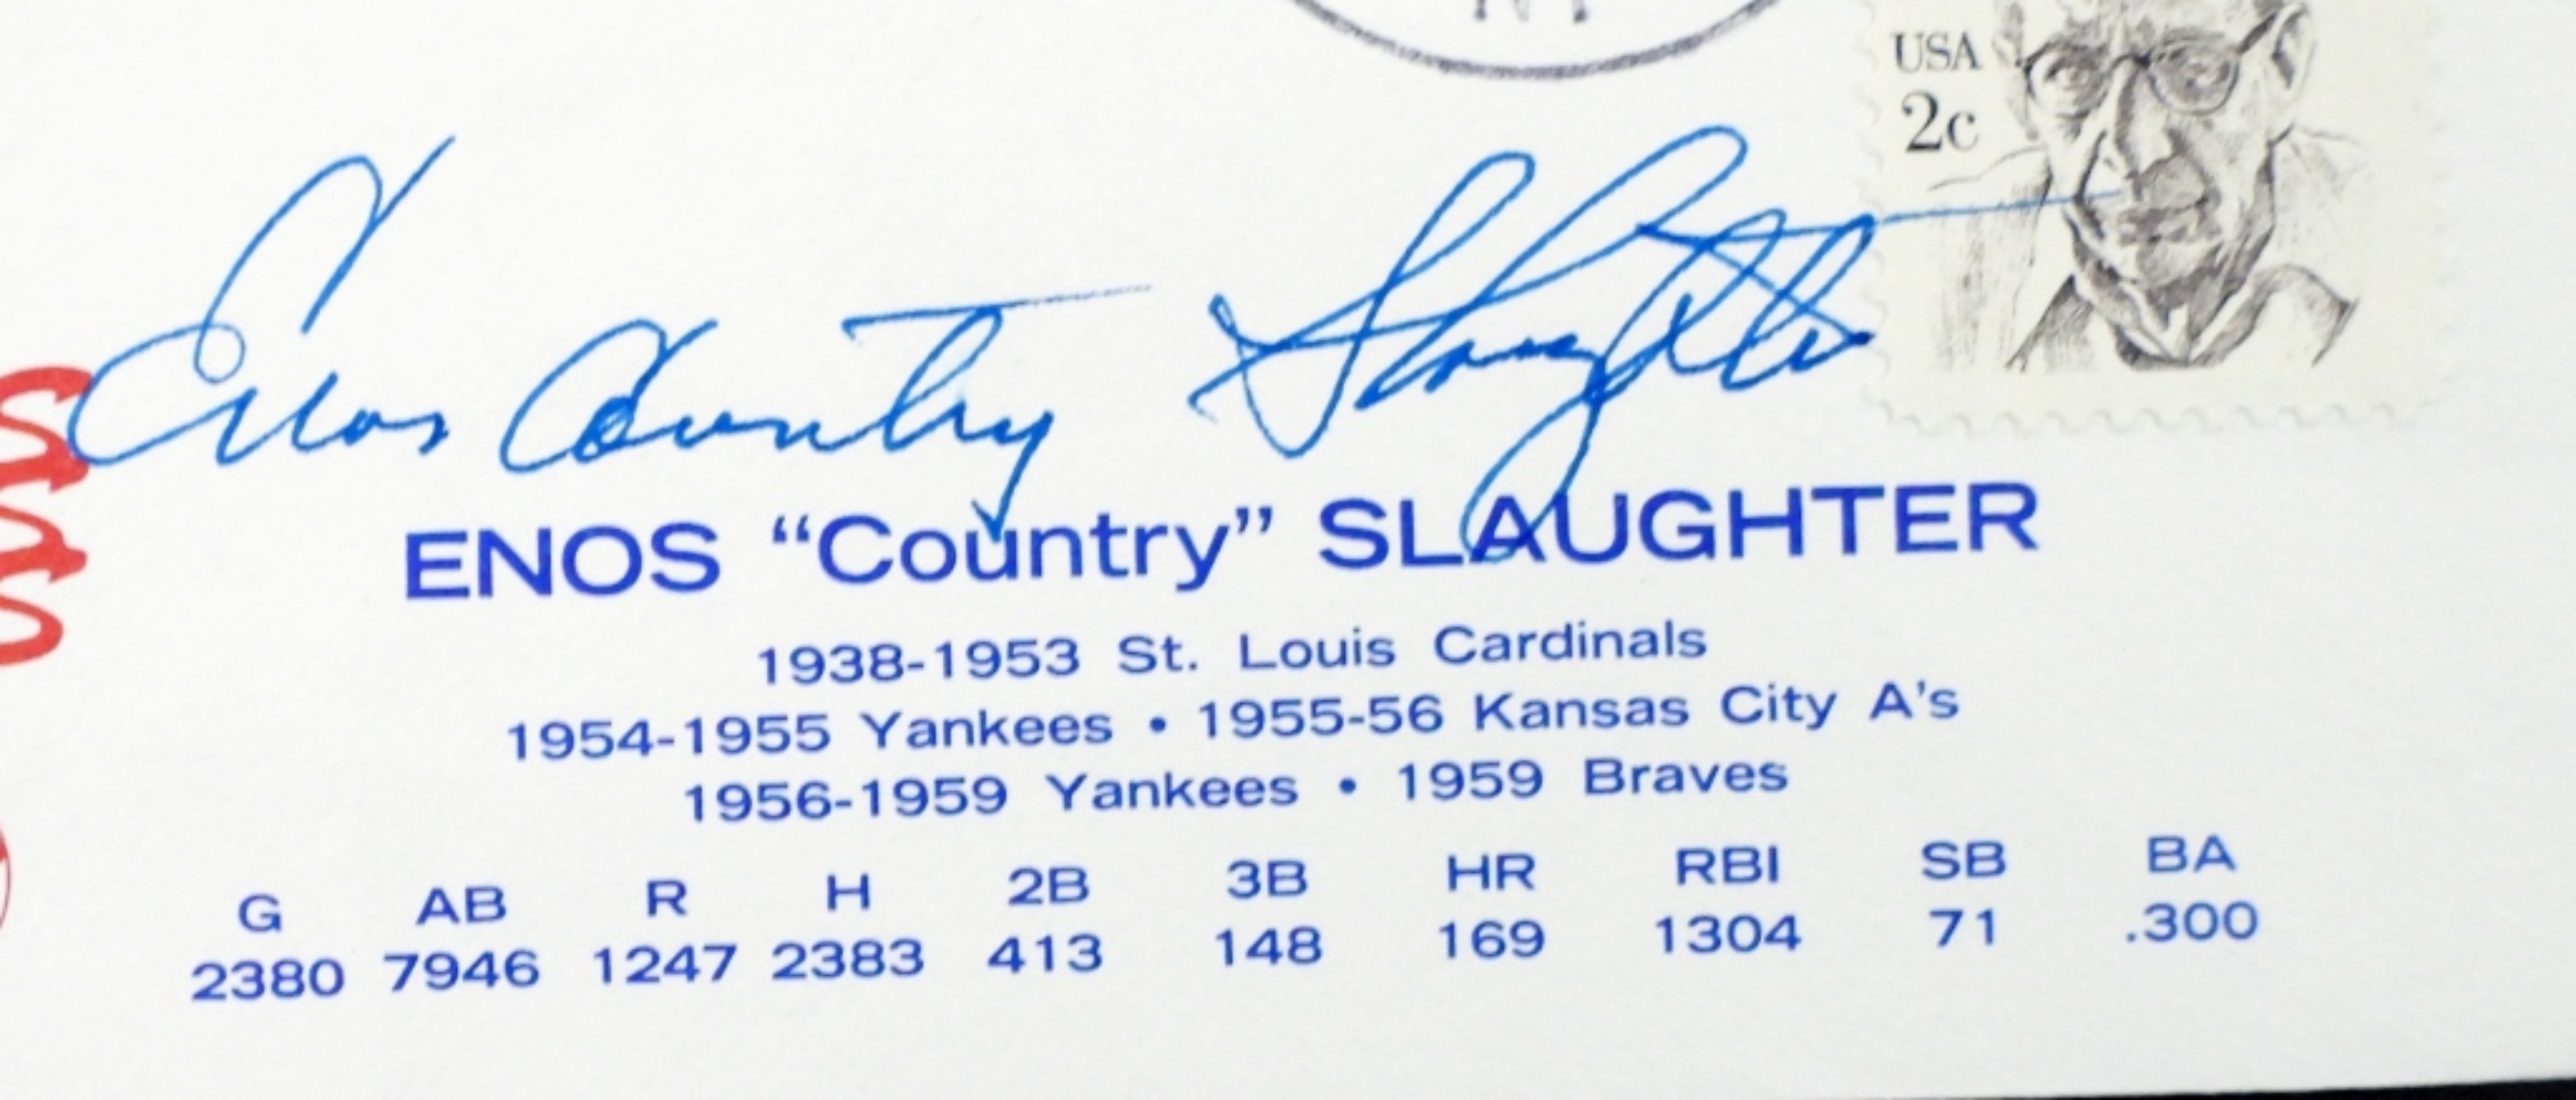 NY
USA
2c
Enos Country Slaughter
S
S
S
ENOS “Country” SLAUGHTER
1938-1953 St. Louis Cardinals
1954-1955 Yankees • 1955-56 Kansas City A's
1956-1959 Yankees • 1959 Braves
G AB R H 2B 3B HR RBI SB BA
2380 7946 1247 2383 413 148 169 1304 71 .300